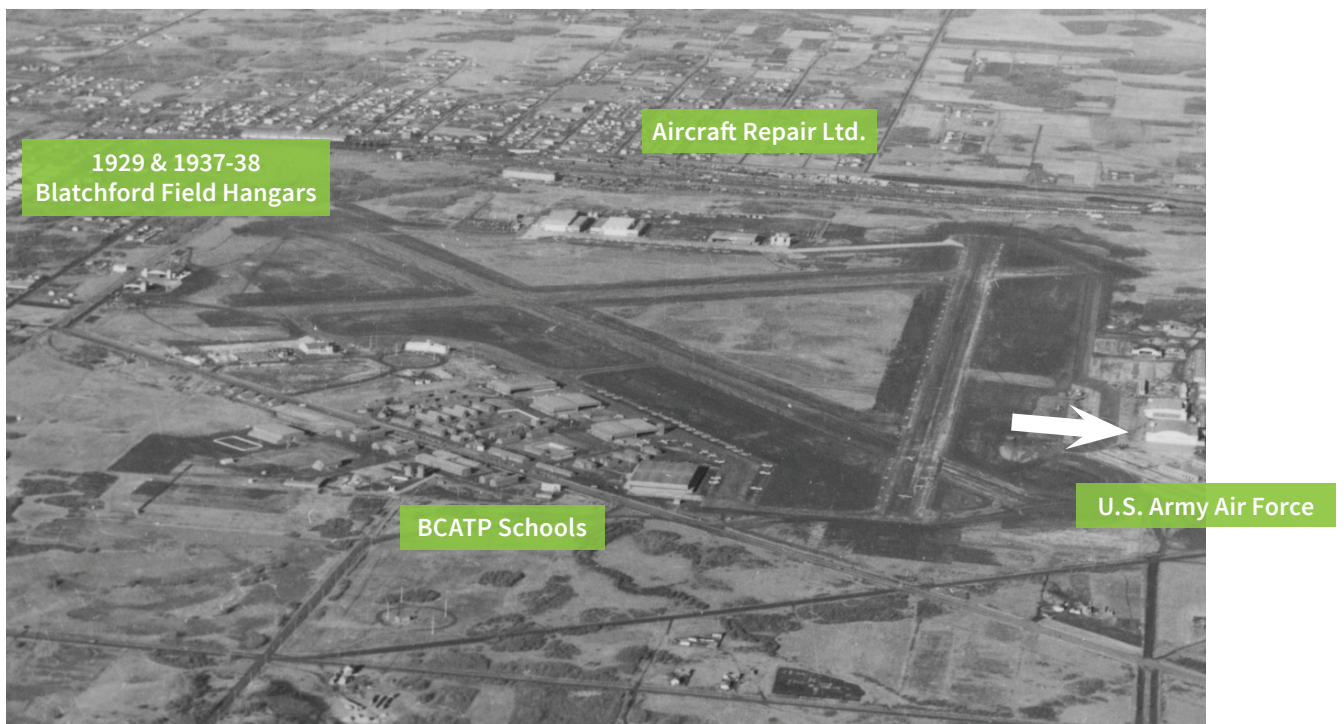 Aircraft Repair Ltd.
1929 & 1937-38
Blatchford Field Hangars
U.S. Army Air Force
BCATP Schools